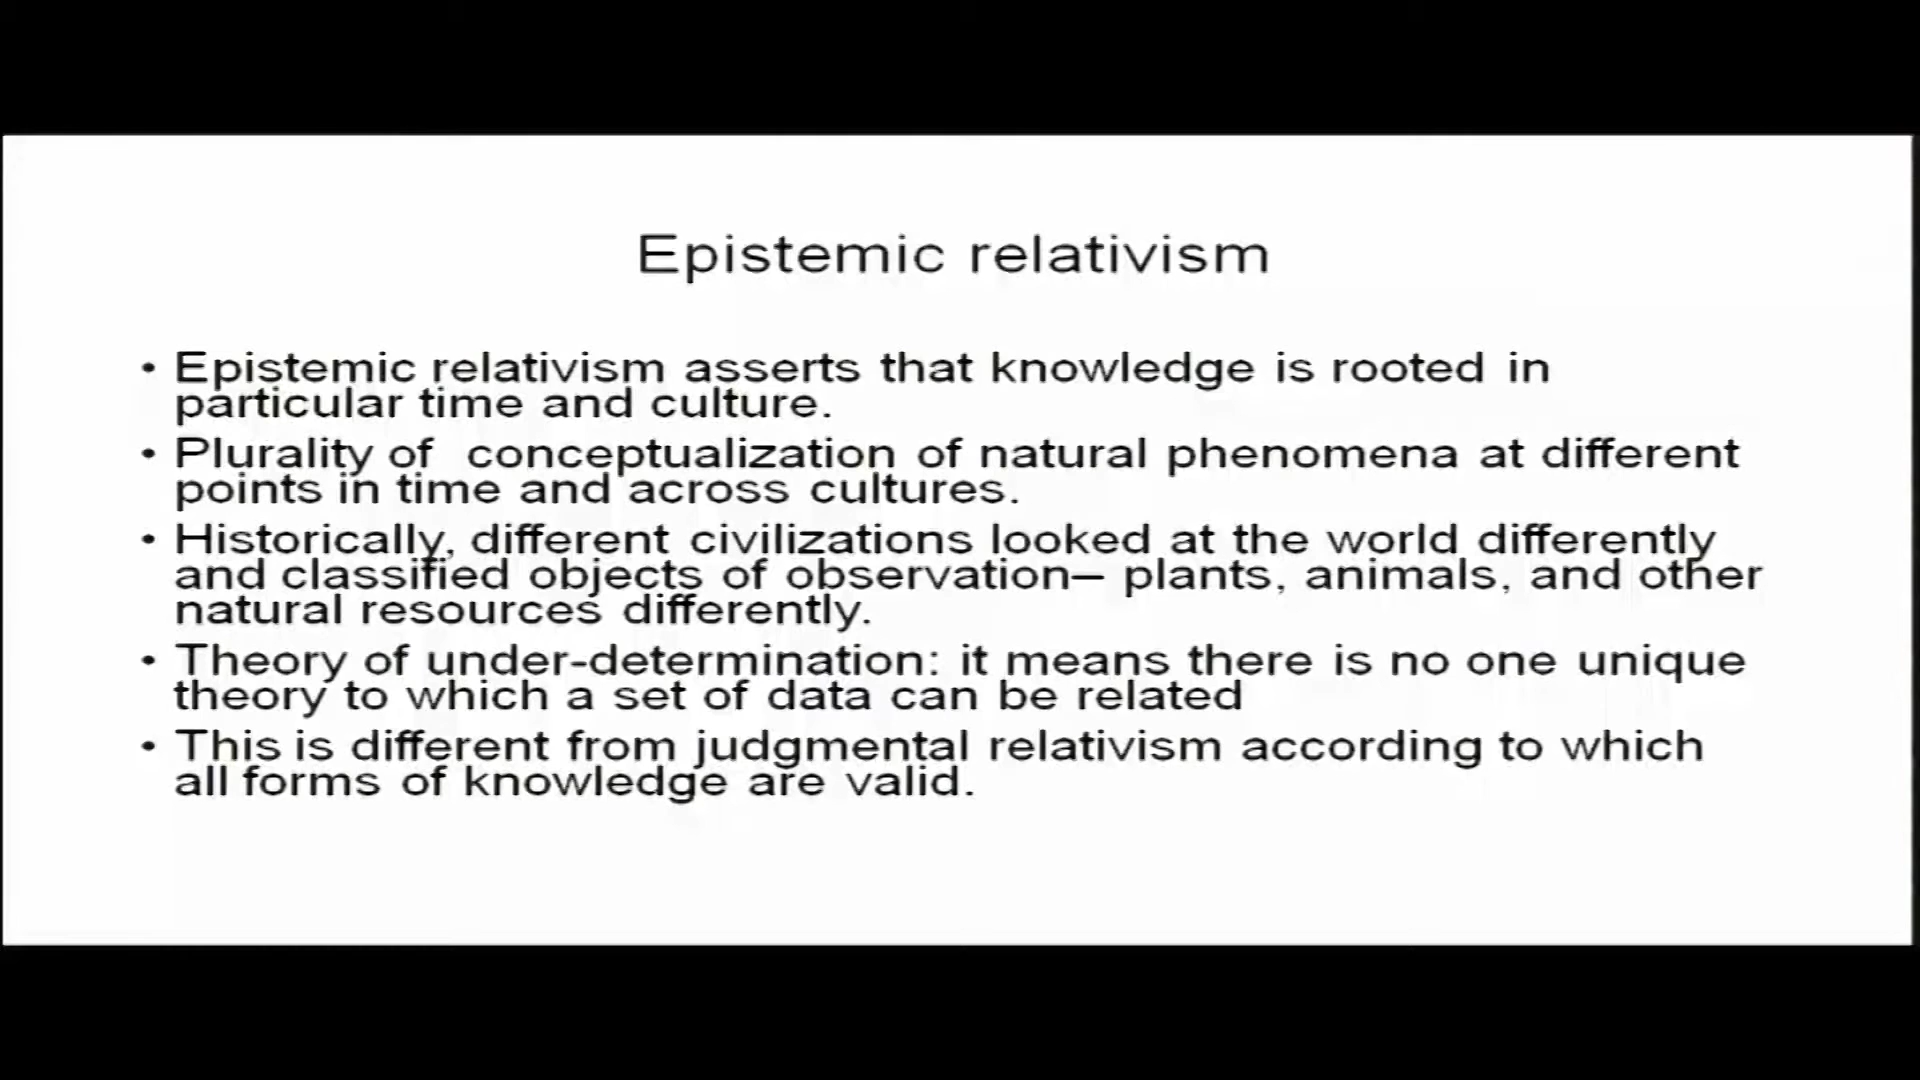 Epistemic relativism
• Epistemic relativism asserts that knowledge is rooted in
particular time and culture.
• Plurality of conceptualization of natural phenomena at different
points in time and across cultures.
• Historically, different civilizations looked at the world differently
and classified objects of observation– plants, animals, and other
natural resources differently.
• Theory of under-determination: it means there is no one unique
theory to which a set of data can be related
• This is different from judgmental relativism according to which
all forms of knowledge are valid.